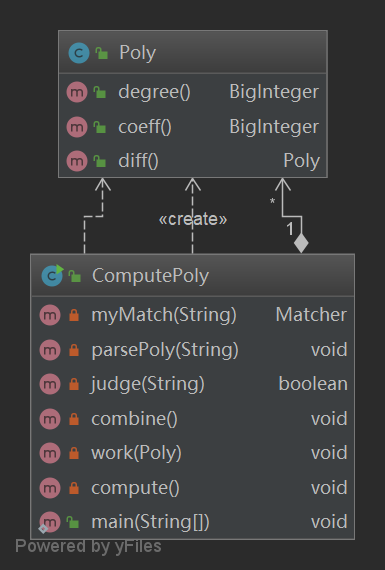 Poly
degree() BigInteger
coeff() BigInteger
diff() Poly
«create»
*
1
ComputePoly
myMatch(String) Matcher
parsePoly(String) void
judge(String) boolean
combine() void
work(Poly) void
compute() void
main(String[]) void
Powered by yFiles